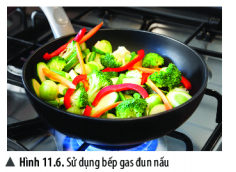 ▲ Hình 11.6. Sử dụng bếp gas đun nấu